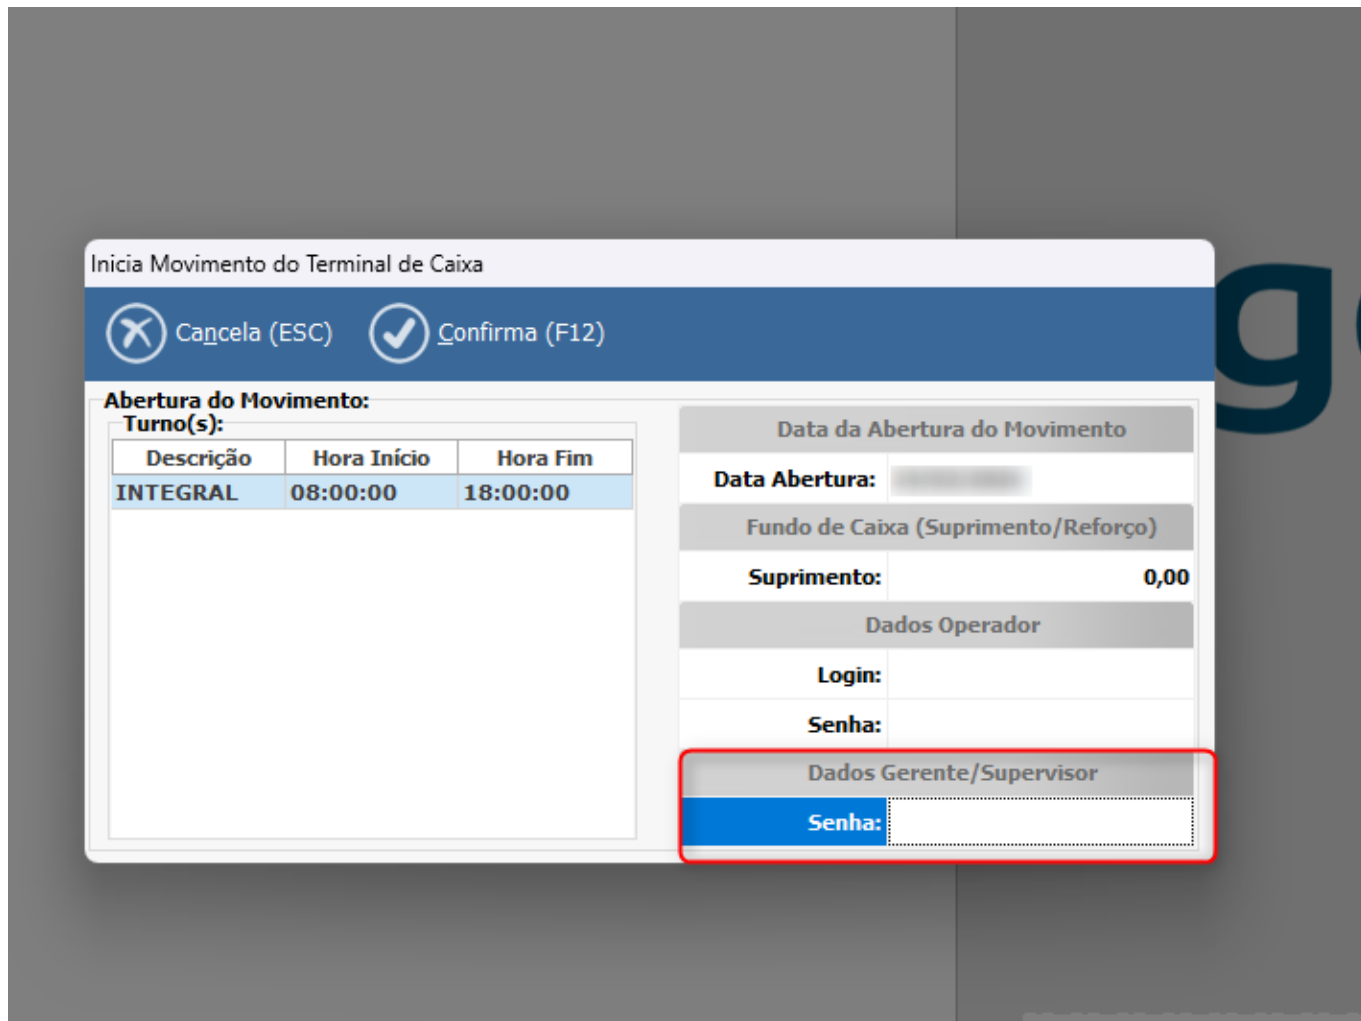 Inicia Movimento do Terminal de Caixa
Cancela (ESC) Confirma (F12)
Abertura do Movimento:
Turno(s):
Descrição Hora Início Hora Fim
INTEGRAL 08:00:00 18:00:00
Data da Abertura do Movimento
Data Abertura:
Fundo de Caixa (Suprimento/Reforço)
Suprimento: 0,00
Dados Operador
Login:
Senha:
Dados Gerente/Supervisor
Senha:
g